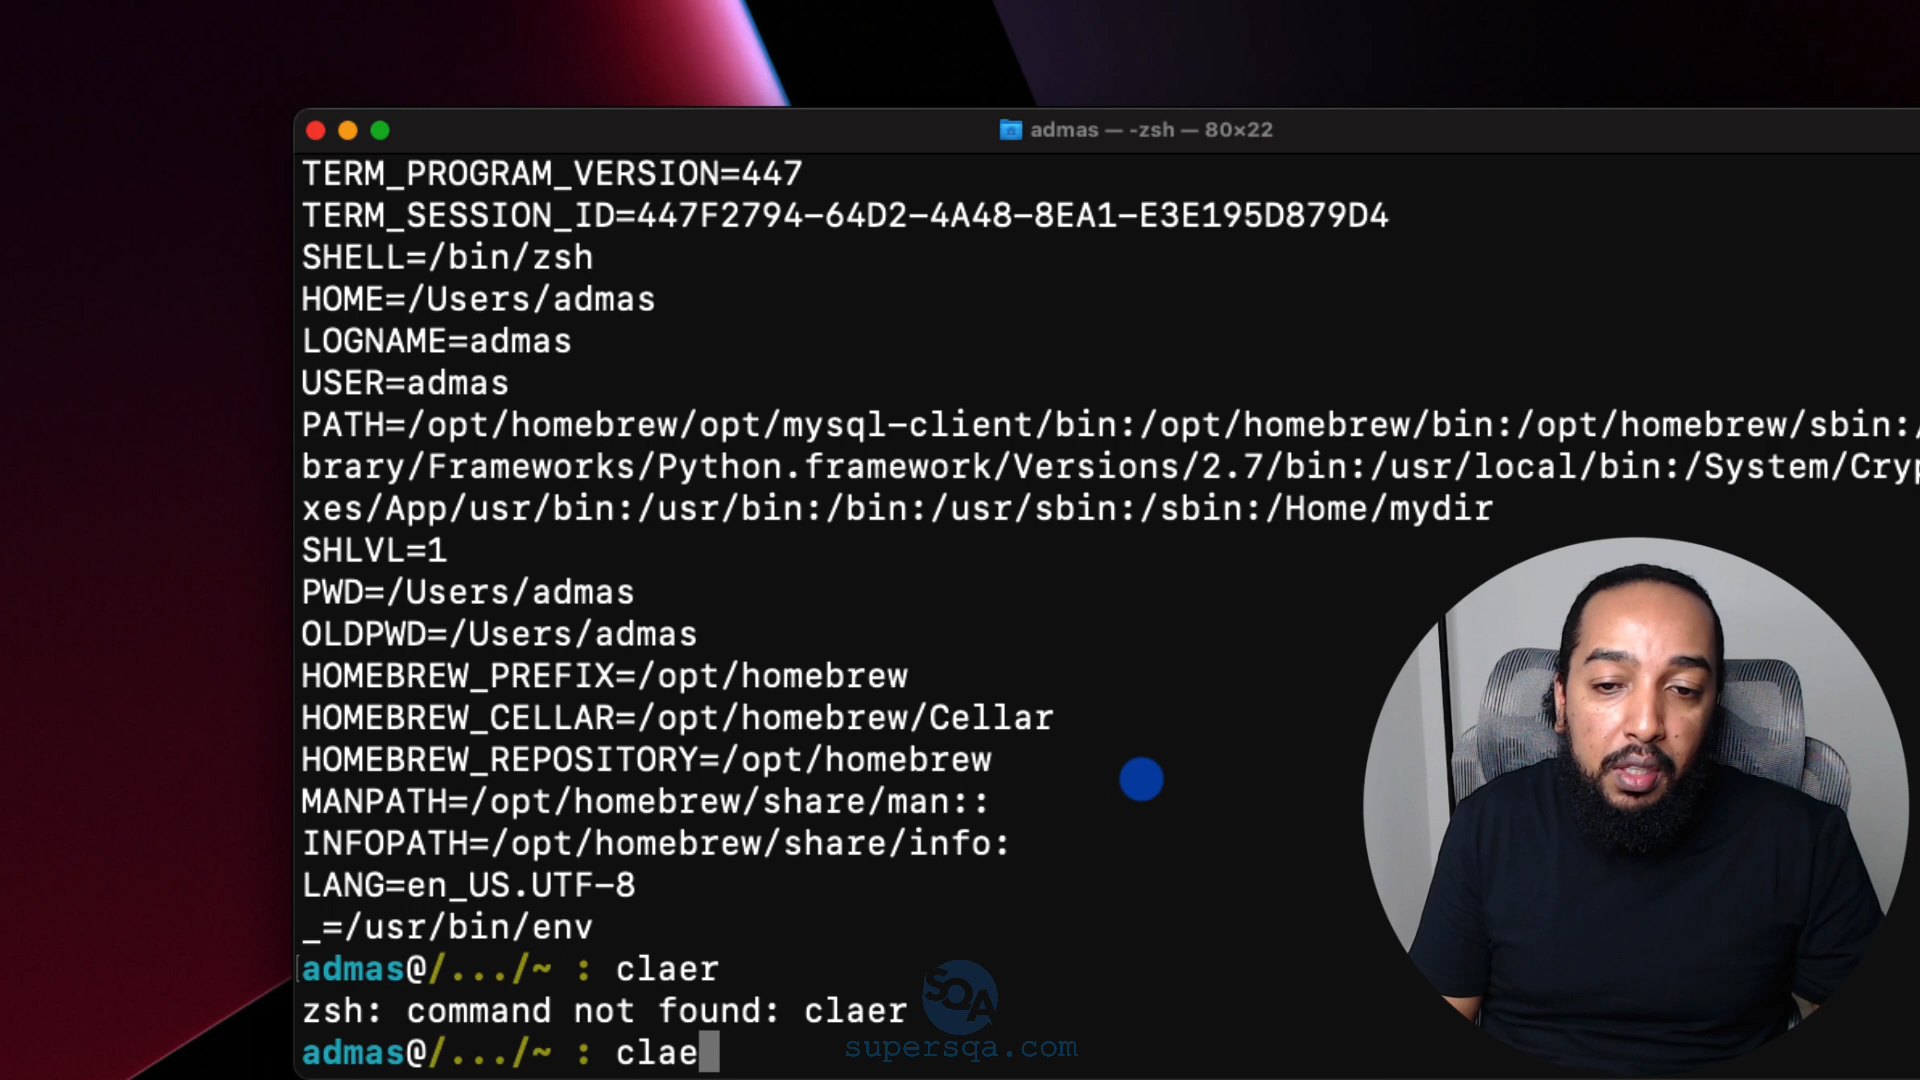 admas — -zsh — 80×22
TERM_PROGRAM_VERSION=447
TERM_SESSION_ID=447F2794-64D2-4A48-8EA1-E3E195D879D4
SHELL=/bin/zsh
HOME=/Users/admas
LOGNAME=admas
USER=admas
PATH=/opt/homebrew/opt/mysql-client/bin:/opt/homebrew/bin:/opt/homebrew/sbin:/
brary/Frameworks/Python.framework/Versions/2.7/bin:/usr/local/bin:/System/Cryp
xes/App/usr/bin:/usr/bin:/bin:/usr/sbin:/sbin:/Home/mydir
SHLVL=1
PWD=/Users/admas
OLDPWD=/Users/admas
HOMEBREW_PREFIX=/opt/homebrew
HOMEBREW_CELLAR=/opt/homebrew/Cellar
HOMEBREW_REPOSITORY=/opt/homebrew
MANPATH=/opt/homebrew/share/man::
INFOPATH=/opt/homebrew/share/info:
LANG=en_US.UTF-8
_=/usr/bin/env
admas@/.../~ : claer
zsh: command not found: claer
admas@/.../~ : clae
SQA
supersqa.com